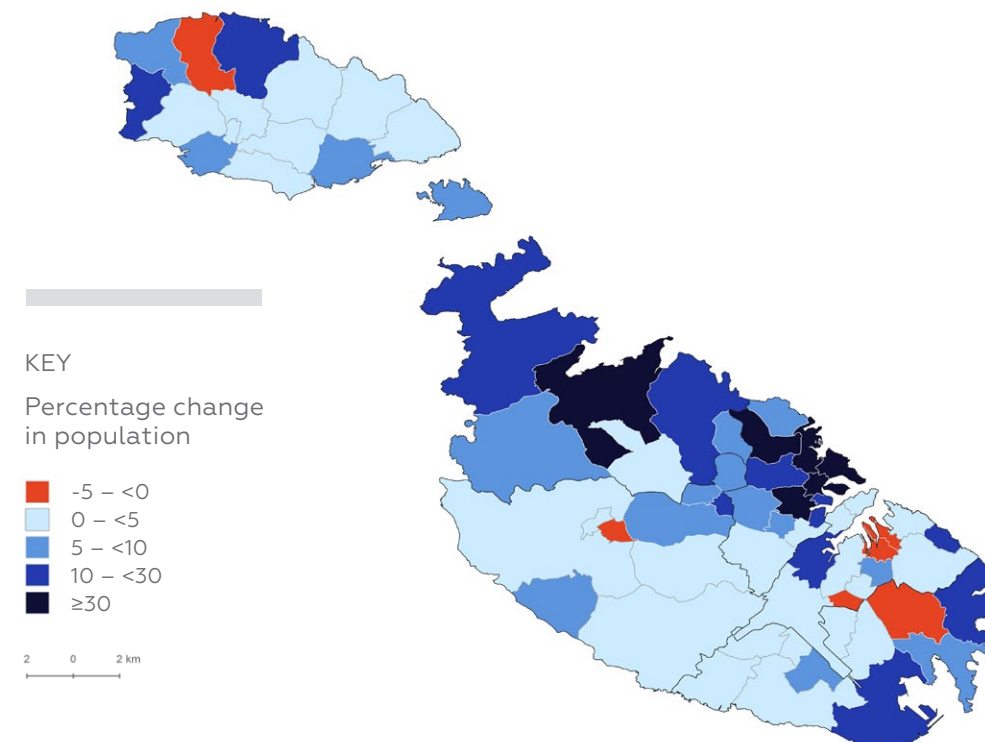 KEY
Percentage change
in population
-5 – <0
0 – <5
5 – <10
10 – <30
≥30
2 0 2 km